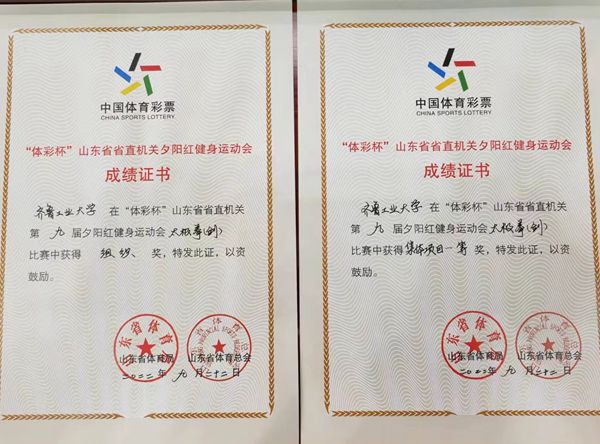 中国体育彩票
CHINA SPORTS LOTTERY
“体彩杯”山东省省直机关夕阳红健身运动会
成绩证书
齐鲁工业大学 在“体彩杯”山东省省直机关
第 九 届夕阳红健身运动会 太极拳(剑)
比赛中获得 组织 奖,特发此证,以资
鼓励。
山东省体育局 山东省体育总会
二〇二二年 九 月二十二日
中国体育彩票
CHINA SPORTS LOTTERY
“体彩杯”山东省省直机关夕阳红健身运动会
成绩证书
齐鲁工业大学 在“体彩杯”山东省省直机关
第 九 届夕阳红健身运动会 太极拳(剑)
比赛中获得 集体项目一等 奖,特发此证,以资
鼓励。
山东省体育局 山东省体育总会
二〇二二年 九 月二十二日